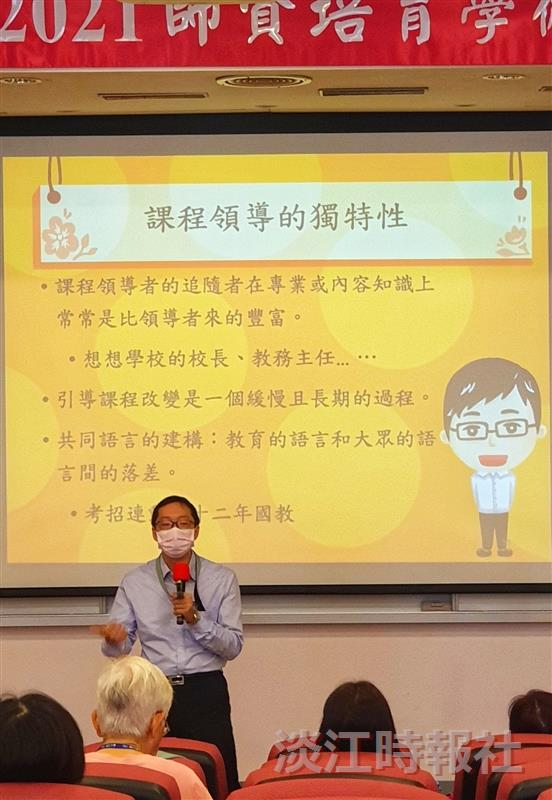 2021師資培育學
課程領導的獨特性
•課程領導者的追隨者在專業或內容知識上
常常是比領導者來的豐富。
•想想學校的校長、教務主任… …
•引導課程改變是一個緩慢且長期的過程。
•共同語言的建構：教育的語言和大眾的語
言間的落差。
•考招連 十二年國教
淡江時報社